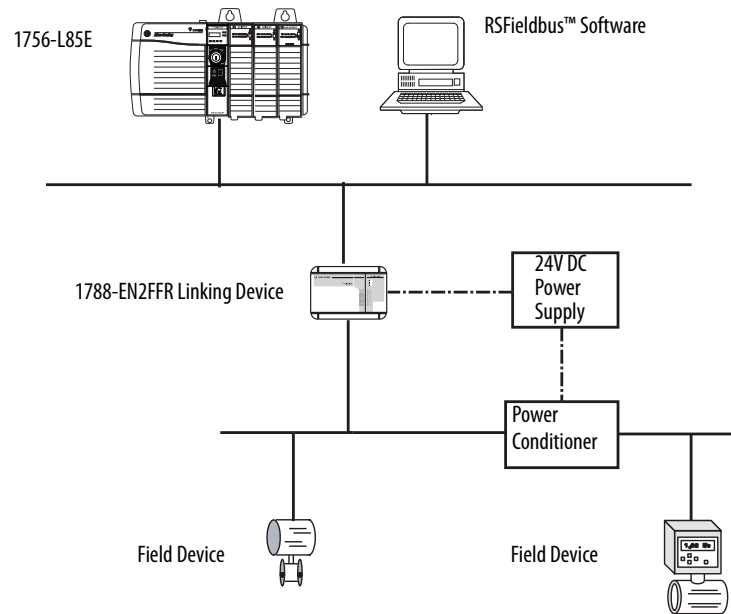 1756-L85E
RSFieldbus™ Software
1788-EN2FFR Linking Device
24V DC
Power
Supply
Power
Conditioner
Field Device
Field Device